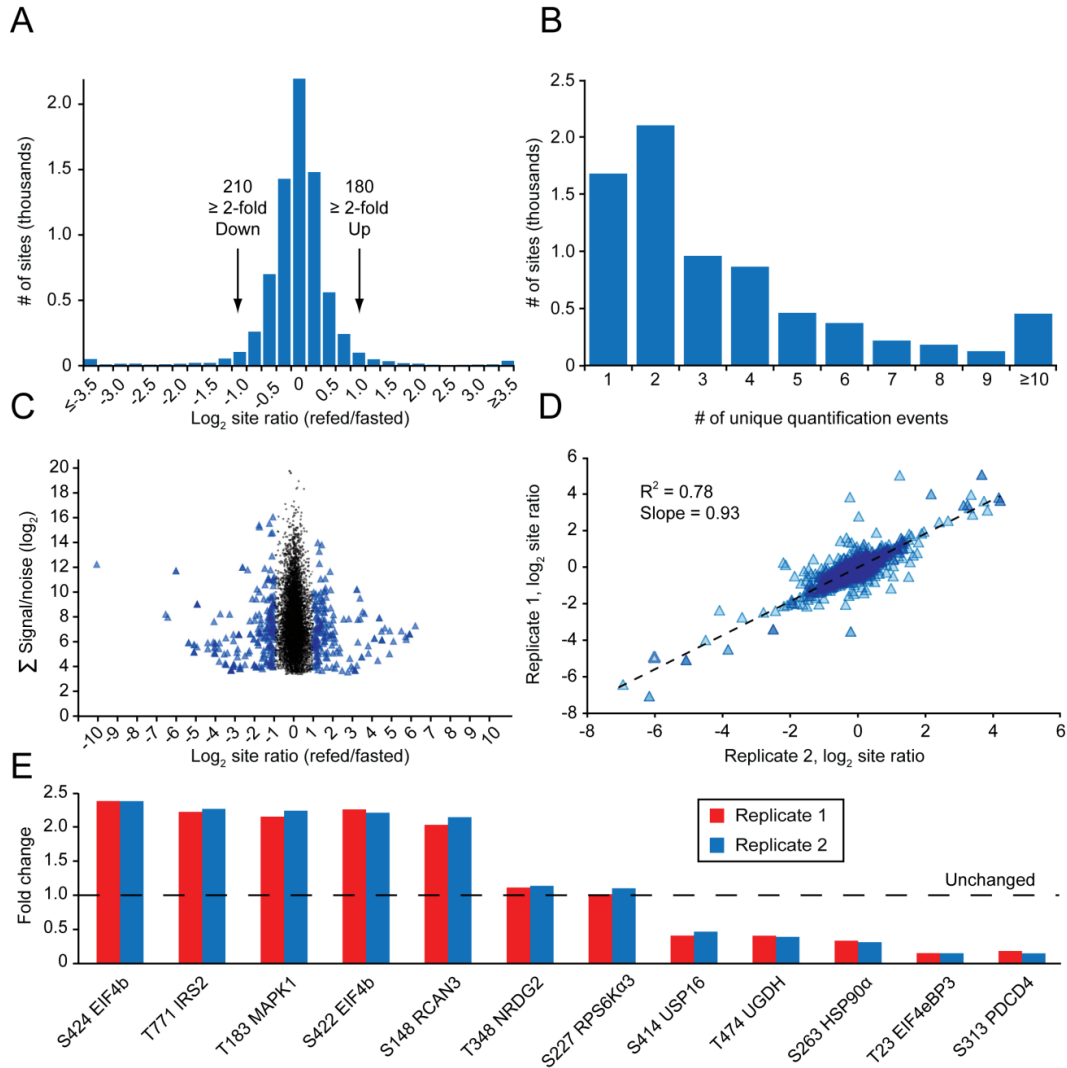 A
# of sites (thousands)
2.0
1.5
1.0
0.5
0
210
≥ 2-fold
Down
180
≥ 2-fold
Up
≤-3.5 -3.0 -2.5 -2.0 -1.5 -1.0 -0.5 0 0.5 1.0 1.5 2.0 2.5 3.0 ≥3.5
Log2 site ratio (refed/fasted)
B
# of sites (thousands)
2.5
2.0
1.5
1.0
0.5
0
1 2 3 4 5 6 7 8 9 ≥10
# of unique quantification events
C
Σ Signal/noise (log2)
20
18
16
14
12
10
8
6
4
2
0
-10 -9 -8 -7 -6 -5 -4 -3 -2 -1 0 1 2 3 4 5 6 7 8 9 10
Log2 site ratio (refed/fasted)
D
Replicate 1, log2 site ratio
6
4
2
0
-2
-4
-6
-8
R2 = 0.78
Slope = 0.93
-8 -6 -4 -2 0 2 4 6
Replicate 2, log2 site ratio
E
Fold change
2.5
2.0
1.5
1.0
0.5
0
Replicate 1
Replicate 2
Unchanged
S424 EIF4b
T771 IRS2
T183 MAPK1
S422 EIF4b
S148 RCAN3
T348 NRDG2
S227 RPS6Kα3
S414 USP16
T474 UGDH
S263 HSP90α
T23 EIF4eBP3
S313 PDCD4